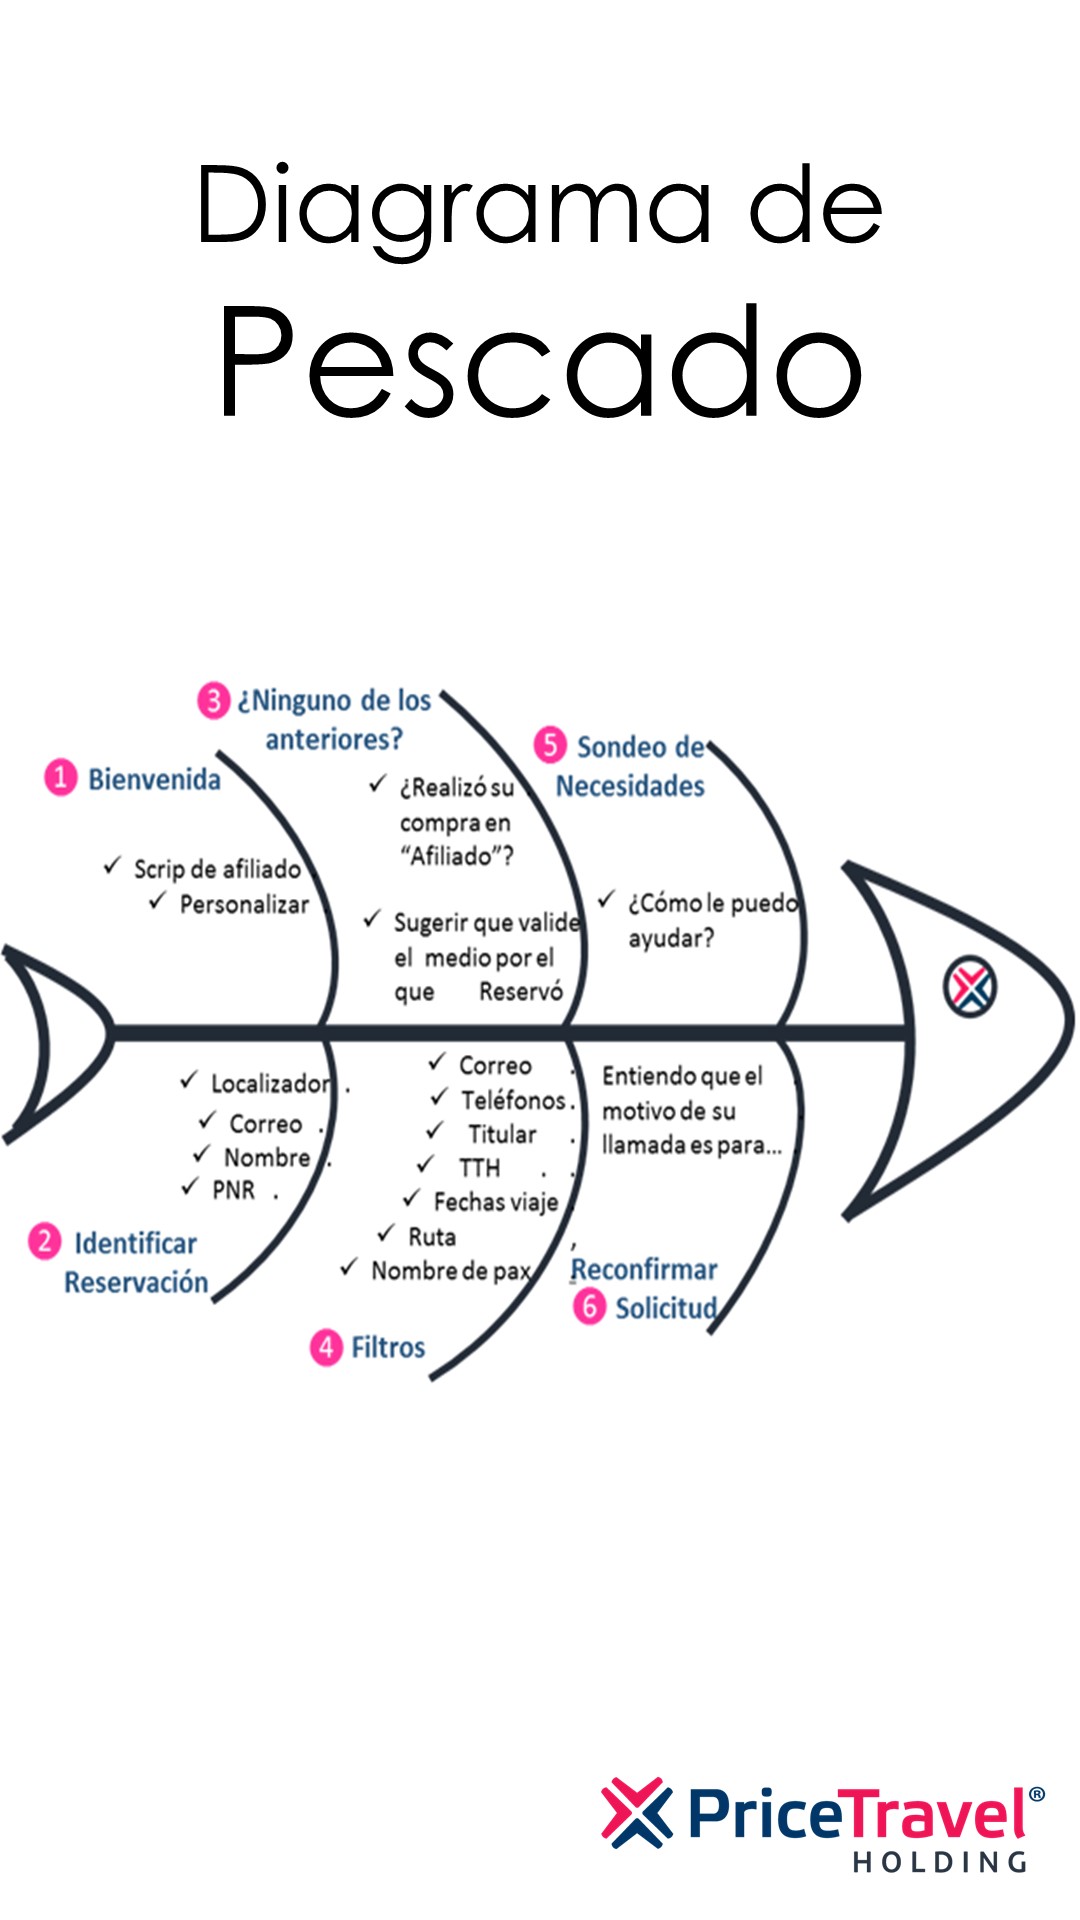 Diagrama de
Pescado
1 Bienvenida
✓ Scrip de afiliado
✓ Personalizar .
2 Identificar
Reservación
✓ Localizador .
✓ Correo .
✓ Nombre .
✓ PNR .
3 ¿Ninguno de los
anteriores?
✓ ¿Realizó su
compra en
“Afiliado”?
✓ Sugerir que valide
el medio por el
que Reservó
4 Filtros
✓ Correo .
✓ Teléfonos .
✓ Titular .
✓ TTH . .
✓ Fechas viaje .
✓ Ruta ,
✓ Nombre de pax .
5 Sondeo de
Necesidades
✓ ¿Cómo le puedo
ayudar?
Entiendo que el
motivo de su
llamada es para...
Reconfirmar
6 Solicitud
PriceTravel®
HOLDING